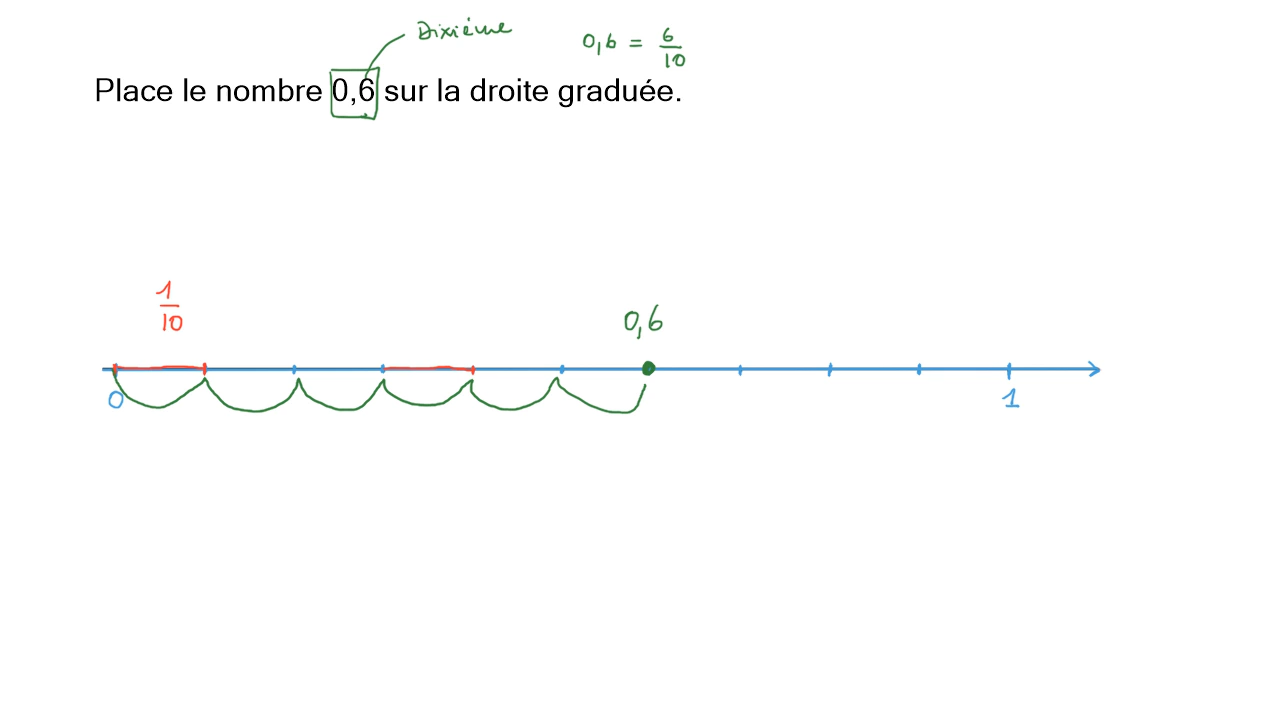 Dixième
0,6 = 6/10
Place le nombre 0,6 sur la droite graduée.
1/10
0,6
0
1